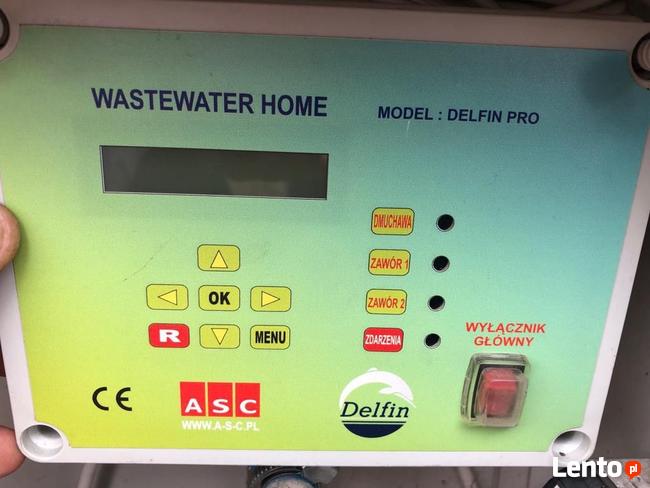 WASTEWATER HOME
MODEL : DELFIN PRO
DMUCHAWA
ZAWÓR 1
OK
ZAWÓR 2
R
MENU
ZDARZENIA
WYŁĄCZNIK
GŁÓWNY
CE
ASC
WWW.A-S-C.PL
Delfin
Lento.pl